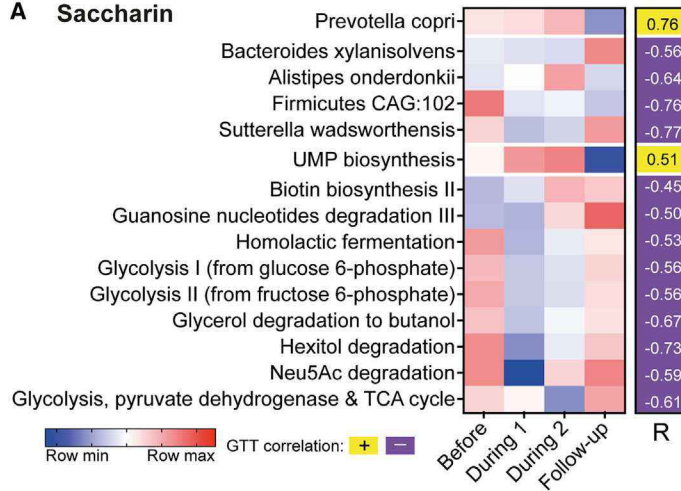 A Saccharin
Prevotella copri 0.76
Bacteroides xylanisolvens -0.56
Alistipes onderdonkii -0.64
Firmicutes CAG:102 -0.76
Sutterella wadsworthensis -0.77
UMP biosynthesis 0.51
Biotin biosynthesis II -0.45
Guanosine nucleotides degradation III -0.50
Homolactic fermentation -0.53
Glycolysis I (from glucose 6-phosphate) -0.56
Glycolysis II (from fructose 6-phosphate) -0.56
Glycerol degradation to butanol -0.67
Hexitol degradation -0.73
Neu5Ac degradation -0.59
Glycolysis, pyruvate dehydrogenase & TCA cycle -0.61
Row min Row max
GTT correlation: + −
Before During 1 During 2 Follow-up R